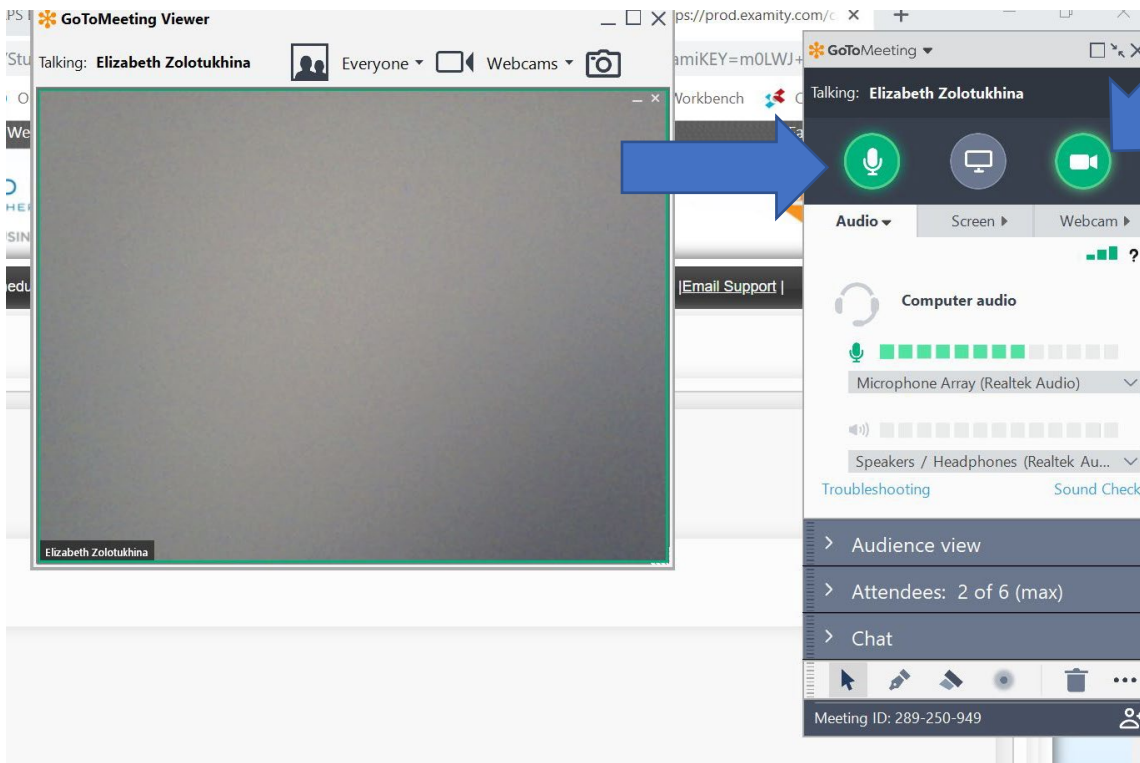 GoToMeeting Viewer
Talking: Elizabeth Zolotukhina
Everyone
Webcams
Elizabeth Zolotukhina
ps://prod.examity.com/c
amiKEY=m0LWJ+
Workbench
|Email Support |
GoToMeeting
Talking: Elizabeth Zolotukhina
Audio Screen Webcam
?
Computer audio
Microphone Array (Realtek Audio)
Speakers / Headphones (Realtek Au...
Troubleshooting Sound Check
Audience view
Attendees: 2 of 6 (max)
Chat
Meeting ID: 289-250-949